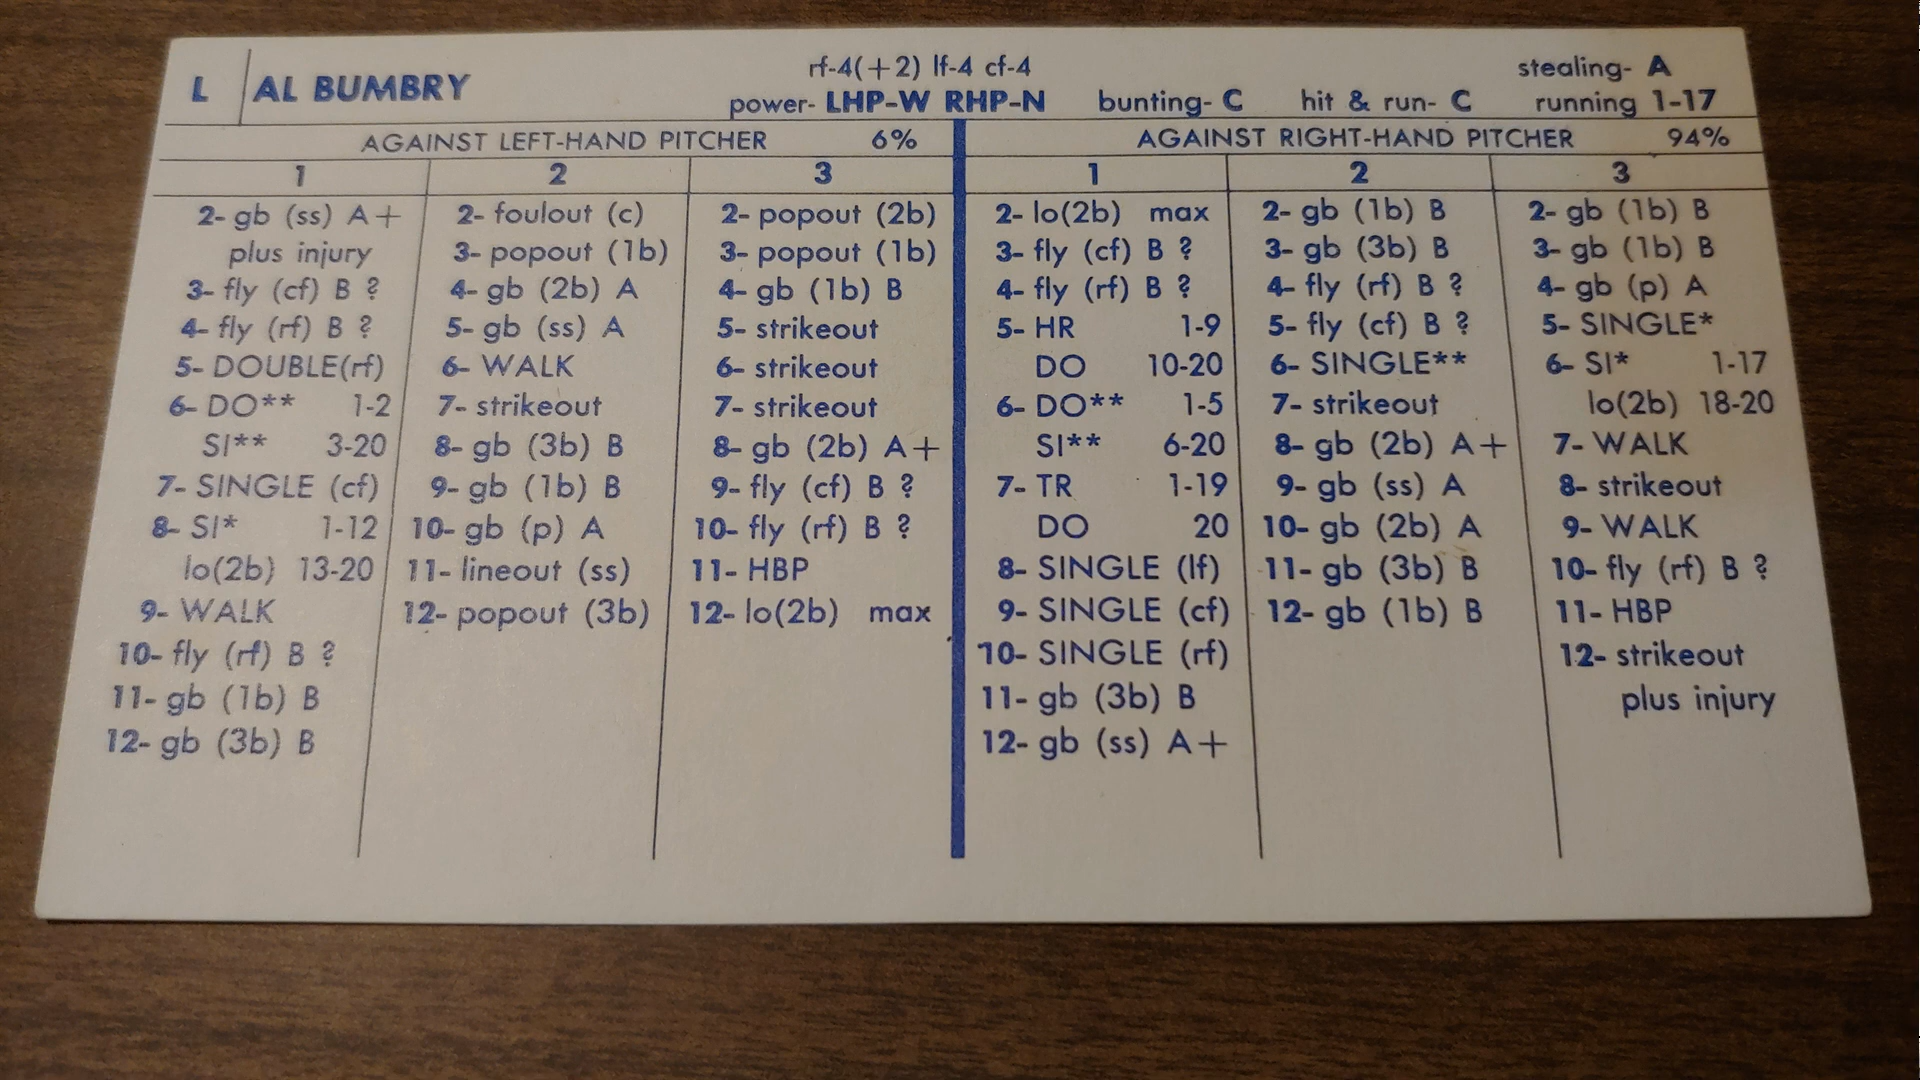 L AL BUMBRY
rf-4(+2) lf-4 cf-4
power- LHP-W RHP-N bunting- C hit & run- C
stealing- A
running 1-17
AGAINST LEFT-HAND PITCHER 6%
1
2- gb (ss) A+
plus injury
3- fly (cf) B ?
4- fly (rf) B ?
5- DOUBLE(rf)
6- DO** 1-2
SI** 3-20
7- SINGLE (cf)
8- SI* 1-12
lo(2b) 13-20
9- WALK
10- fly (rf) B ?
11- gb (1b) B
12- gb (3b) B
2
2- foulout (c)
3- popout (1b)
4- gb (2b) A
5- gb (ss) A
6- WALK
7- strikeout
8- gb (3b) B
9- gb (1b) B
10- gb (p) A
11- lineout (ss)
12- popout (3b)
3
2- popout (2b)
3- popout (1b)
4- gb (1b) B
5- strikeout
6- strikeout
7- strikeout
8- gb (2b) A+
9- fly (cf) B ?
10- fly (rf) B ?
11- HBP
12- lo(2b) max
AGAINST RIGHT-HAND PITCHER 94%
1
2- lo(2b) max
3- fly (cf) B ?
4- fly (rf) B ?
5- HR 1-9
DO 10-20
6- DO** 1-5
SI** 6-20
7- TR 1-19
DO 20
8- SINGLE (lf)
9- SINGLE (cf)
10- SINGLE (rf)
11- gb (3b) B
12- gb (ss) A+
2
2- gb (1b) B
3- gb (3b) B
4- fly (rf) B ?
5- fly (cf) B ?
6- SINGLE**
7- strikeout
8- gb (2b) A+
9- gb (ss) A
10- gb (2b) A
11- gb (3b) B
12- gb (1b) B
3
2- gb (1b) B
3- gb (1b) B
4- gb (p) A
5- SINGLE*
6- SI* 1-17
lo(2b) 18-20
7- WALK
8- strikeout
9- WALK
10- fly (rf) B ?
11- HBP
12- strikeout
plus injury